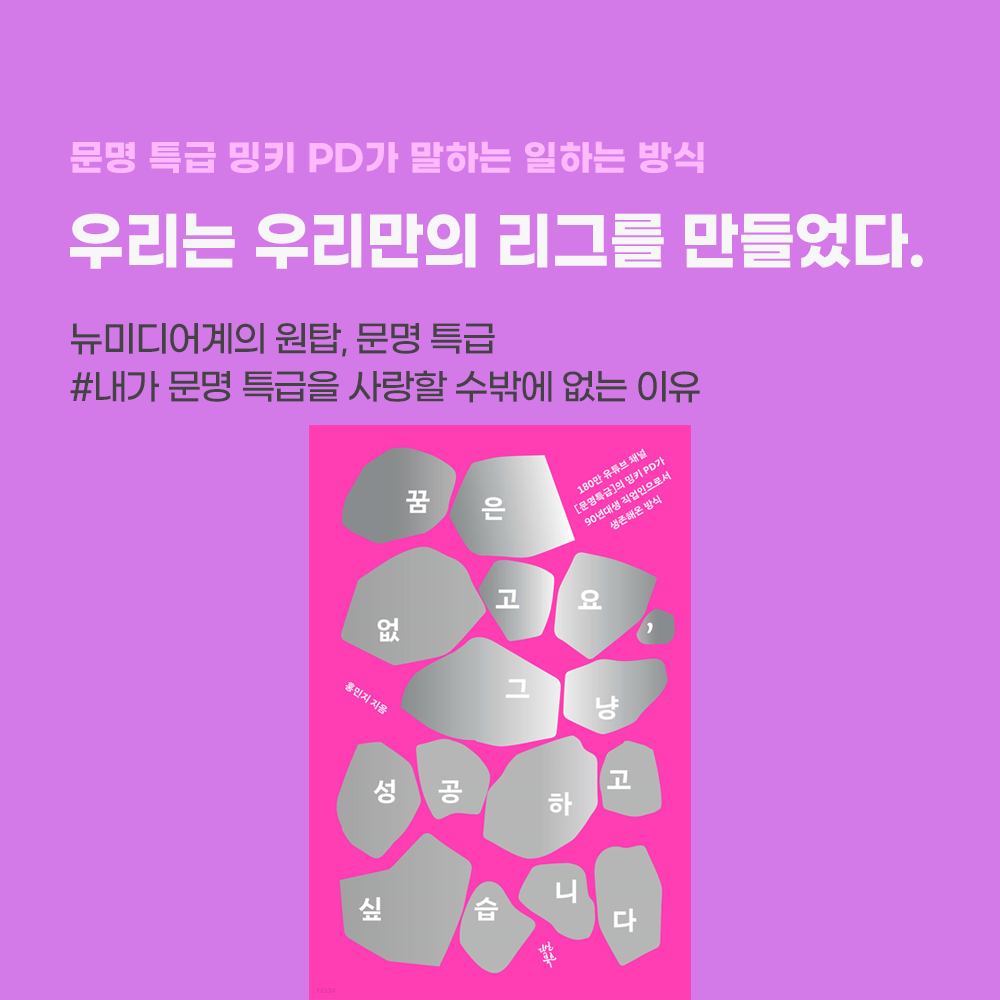 문명 특급 밍키 PD가 말하는 일하는 방식
우리는 우리만의 리그를 만들었다.
뉴미디어계의 원탑, 문명 특급
#내가 문명 특급을 사랑할 수밖에 없는 이유
180만 유튜브 채널
[문명특급]의 밍키 PD가
90년대생 직업인으로서
생존해온 방식
꿈은
없고요,
그냥
홍민지 지음
성공하고
싶습니다
다산
북스